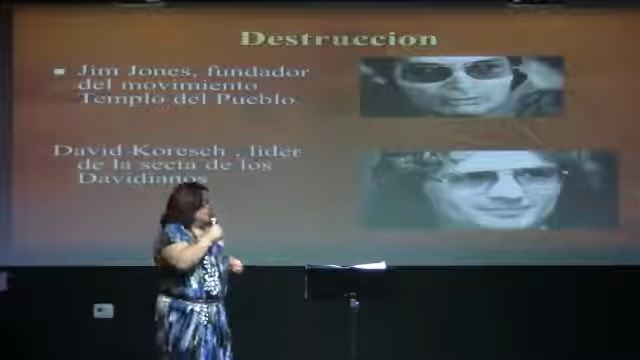 Destruccion
Jim Jones, fundador
del movimiento
Templo del Pueblo.
David Koresch , lider
de la secta de los
Davidianos